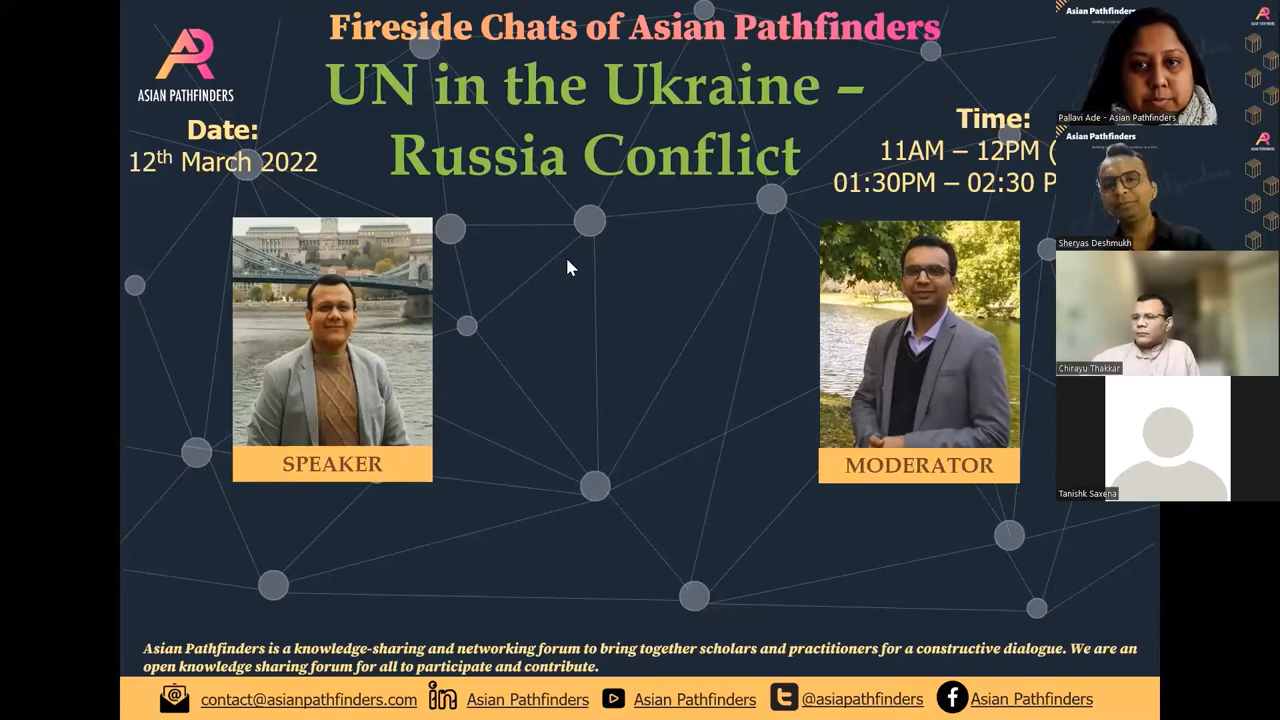 Fireside Chats of Asian Pathfinders
UN in the Ukraine –
Russia Conflict
ASIAN PATHFINDERS
Date:
12th March 2022
Time:
11AM – 12PM (
01:30PM – 02:30 P
SPEAKER
MODERATOR
Asian Pathfinders
Pallavi Ade - Asian Pathfinders
Asian Pathfinders
Sheryas Deshmukh
Chirayu Thakkar
Tanishk Saxena
Asian Pathfinders is a knowledge-sharing and networking forum to bring together scholars and practitioners for a constructive dialogue. We are an
open knowledge sharing forum for all to participate and contribute.
contact@asianpathfinders.com Asian Pathfinders Asian Pathfinders @asiapathfinders Asian Pathfinders